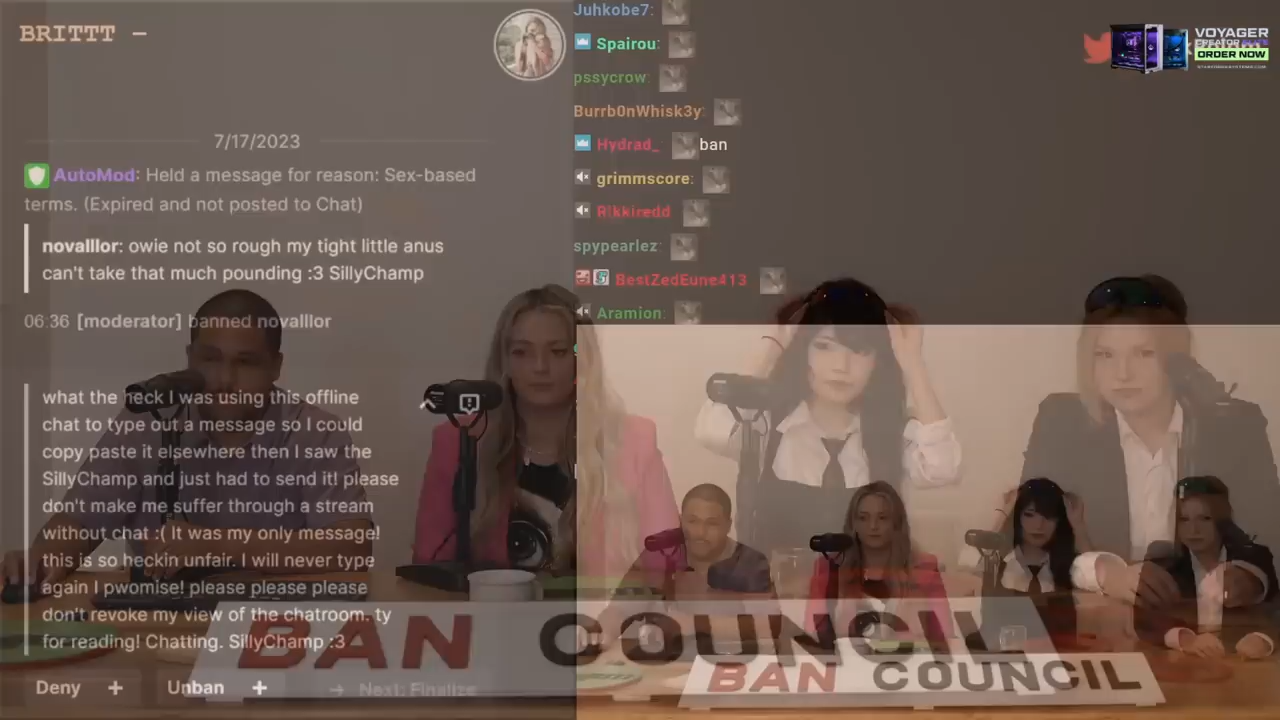 BRITTT –
7/17/2023
AutoMod: Held a message for reason: Sex-based
terms. (Expired and not posted to Chat)
novalllor: owie not so rough my tight little anus
can't take that much pounding :3 SillyChamp
06:36 [moderator] banned novalllor
what the heck I was using this offline
chat to type out a message so I could
copy paste it elsewhere then I saw the
SillyChamp and just had to send it! please
don't make me suffer through a stream
without chat :( It was my only message!
this is so heckin unfair. I will never type
again I pwomise! please please please
don't revoke my view of the chatroom. ty
for reading! Chatting. SillyChamp :3
Deny +
Unban +
→ Next: Finalize
Juhkobe7:
Spairou:
pssycrow:
Burrb0nWhisk3y:
Hydrad_ ban
grimmscore:
Rikkiredd
spypearlez:
BestZedEune413
Aramion:
VOYAGER
ORDER NOW
BAN COUNCIL
BAN COUNCIL